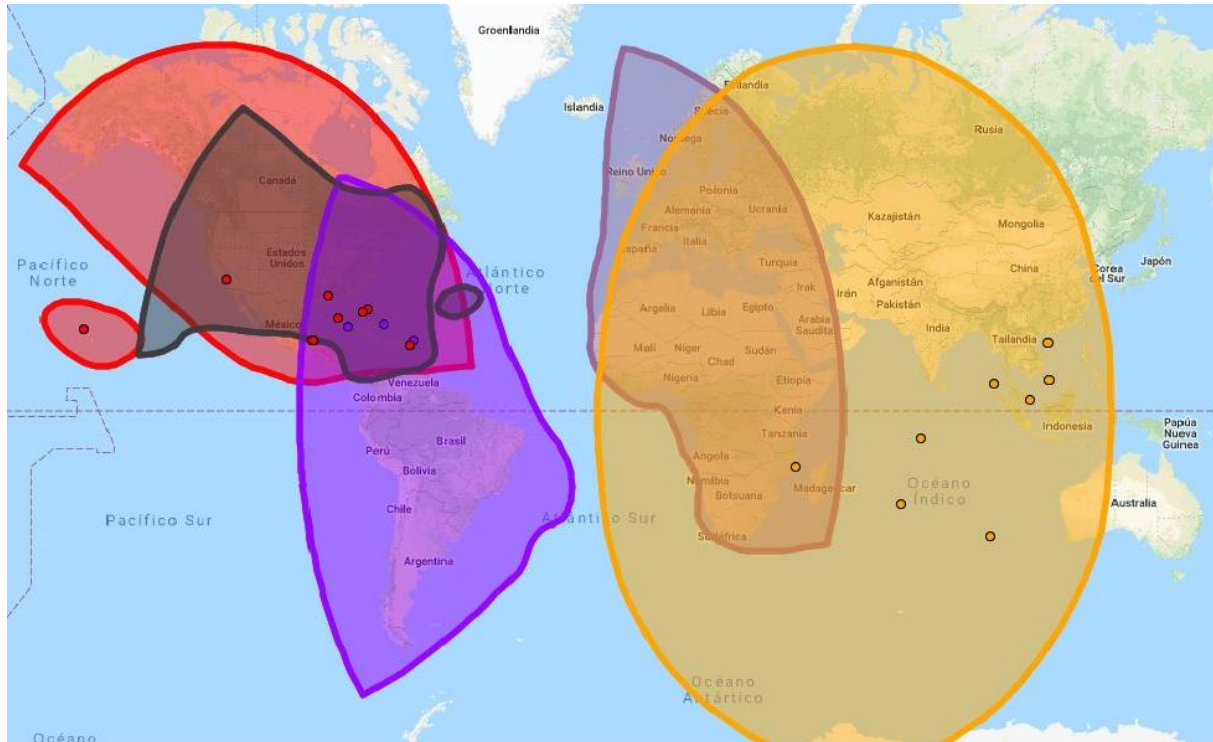 Groenlandia
Islandia
Finlandia
Suecia
Rusia
Noruega
Reino Unido
Canadá
Polonia
Alemania
Ucrania
Francia
Kazajistán
Mongolia
España
Italia
Estados
Unidos
Pacífico
Norte
Atlántico
Norte
Turquía
China
Corea
del Sur
Japón
Afganistán
Irak
Irán
Pakistán
Argelia
Libia
Egipto
Arabia
Saudita
México
India
Tailandia
Malí
Níger
Sudán
Chad
Nigeria
Etiopía
Venezuela
Colombia
Kenia
Indonesia
Papúa
Nueva
Guinea
Tanzania
Perú
Brasil
Bolivia
Angola
Namibia
Botsuana
Madagascar
Océano
Índico
Australia
Chile
Pacífico Sur
Atlántico Sur
Sudáfrica
Argentina
Océano
Antártico
Océano